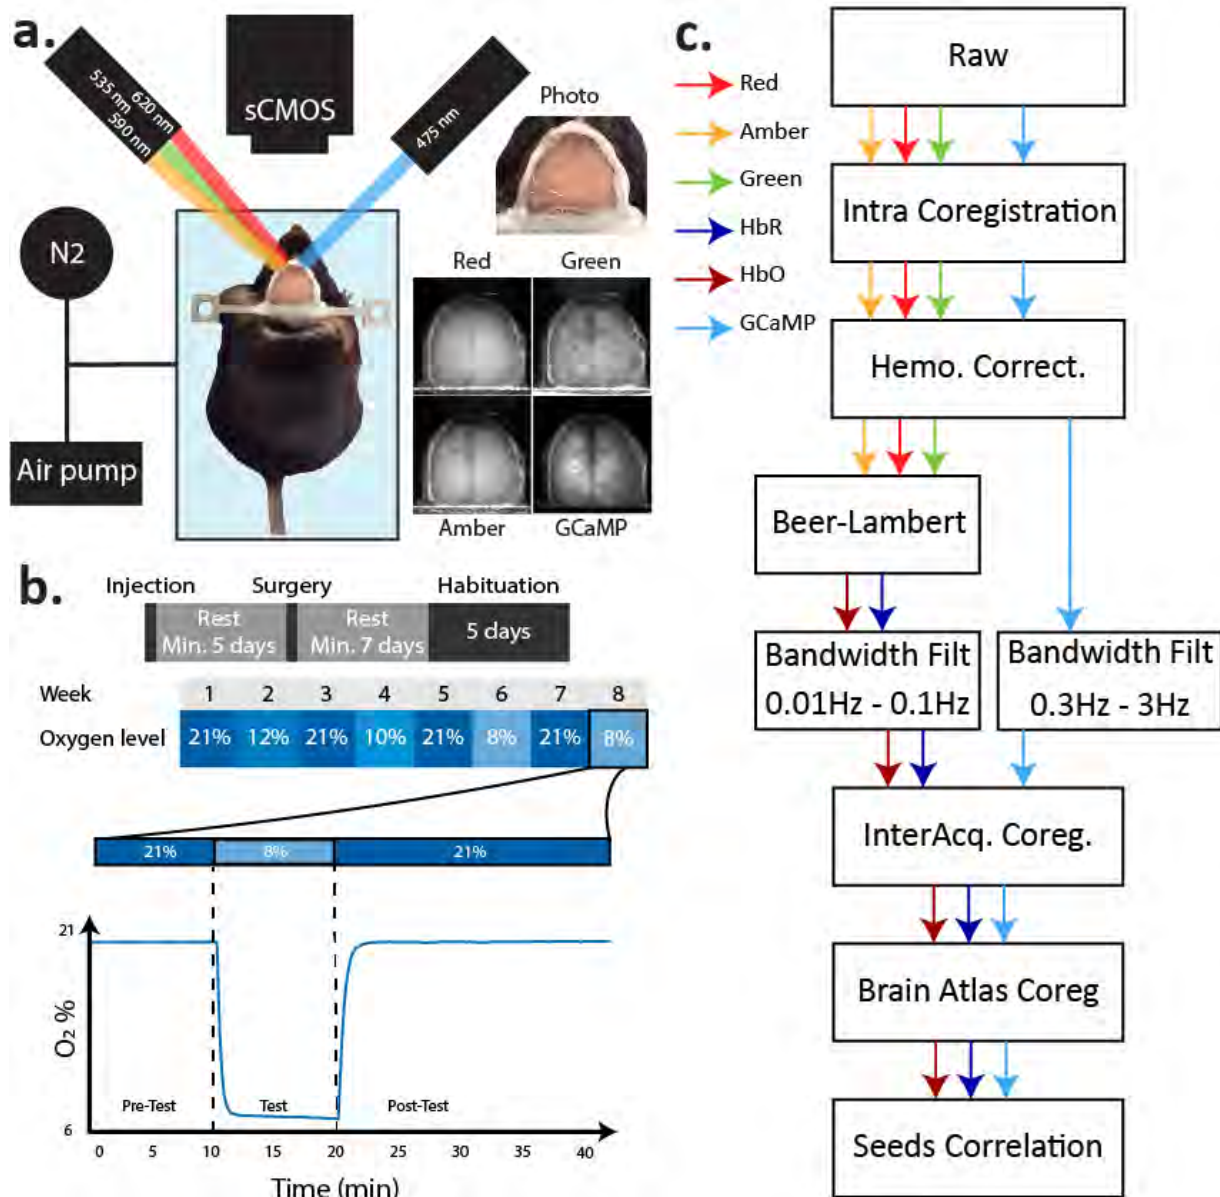 a.
535 nm
620 nm
590 nm
sCMOS
475 nm
Photo
N2
Air pump
Red
Green
Amber
GCaMP
b.
Injection
Surgery
Habituation
Rest
Min. 5 days
Rest
Min. 7 days
5 days
Week
1 2 3 4 5 6 7 8
Oxygen level
21% 12% 21% 10% 21% 8% 21% 8%
21% 8% 21%
21
O₂ %
6
Pre-Test
Test
Post-Test
0 5 10 15 20 25 30 35 40
Time (min)
c.
Red
Amber
Green
HbR
HbO
GCaMP
Raw
Intra Coregistration
Hemo. Correct.
Beer-Lambert
Bandwidth Filt
0.01Hz - 0.1Hz
Bandwidth Filt
0.3Hz - 3Hz
InterAcq. Coreg.
Brain Atlas Coreg
Seeds Correlation